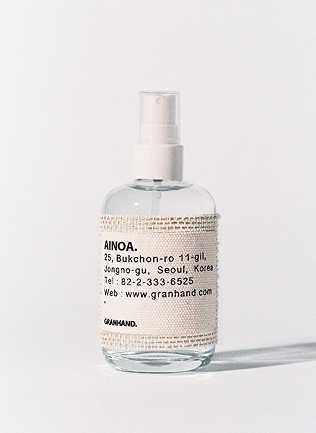 AINOA.
25, Bukchon-ro 11-gil,
Jongno-gu, Seoul, Korea
Tel : 82-2-333-6525
Web : www.granhand.com
GRANHAND.